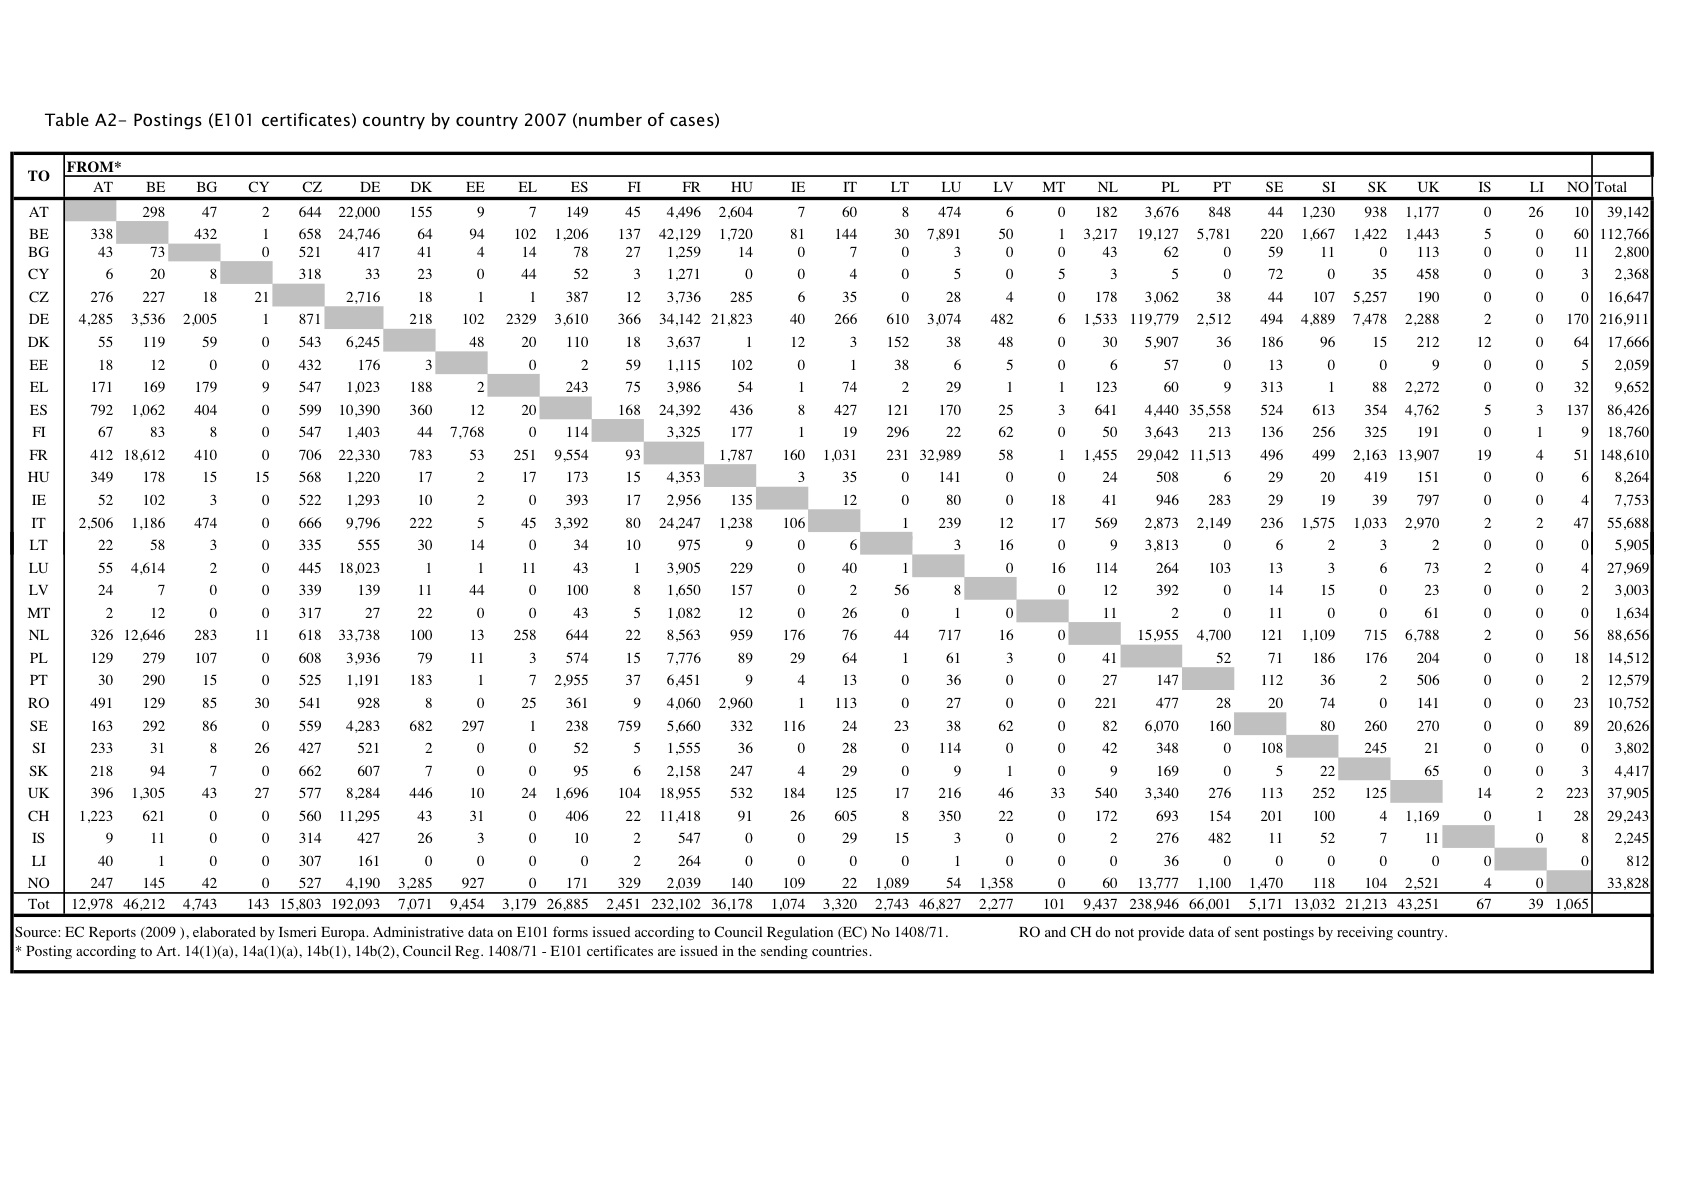 Table A2– Postings (E101 certificates) country by country 2007 (number of cases)
TO FROM*
AT BE BG CY CZ DE DK EE EL ES FI FR HU IE IT LT LU LV MT NL PL PT SE SI SK UK IS LI NO Total
AT 298 47 2 644 22,000 155 9 7 149 45 4,496 2,604 7 60 8 474 6 0 182 3,676 848 44 1,230 938 1,177 0 26 10 39,142
BE 338 432 1 658 24,746 64 94 102 1,206 137 42,129 1,720 81 144 30 7,891 50 1 3,217 19,127 5,781 220 1,667 1,422 1,443 5 0 60 112,766
BG 43 73 0 521 417 41 4 14 78 27 1,259 14 0 7 0 3 0 0 43 62 0 59 11 0 113 0 0 11 2,800
CY 6 20 8 318 33 23 0 44 52 3 1,271 0 0 4 0 5 0 5 3 5 0 72 0 35 458 0 0 3 2,368
CZ 276 227 18 21 2,716 18 1 1 387 12 3,736 285 6 35 0 28 4 0 178 3,062 38 44 107 5,257 190 0 0 0 16,647
DE 4,285 3,536 2,005 1 871 218 102 2329 3,610 366 34,142 21,823 40 266 610 3,074 482 6 1,533 119,779 2,512 494 4,889 7,478 2,288 2 0 170 216,911
DK 55 119 59 0 543 6,245 48 20 110 18 3,637 1 12 3 152 38 48 0 30 5,907 36 186 96 15 212 12 0 64 17,666
EE 18 12 0 0 432 176 3 0 2 59 1,115 102 0 1 38 6 5 0 6 57 0 13 0 0 9 0 0 5 2,059
EL 171 169 179 9 547 1,023 188 2 243 75 3,986 54 1 74 2 29 1 1 123 60 9 313 1 88 2,272 0 0 32 9,652
ES 792 1,062 404 0 599 10,390 360 12 20 168 24,392 436 8 427 121 170 25 3 641 4,440 35,558 524 613 354 4,762 5 3 137 86,426
FI 67 83 8 0 547 1,403 44 7,768 0 114 3,325 177 1 19 296 22 62 0 50 3,643 213 136 256 325 191 0 1 9 18,760
FR 412 18,612 410 0 706 22,330 783 53 251 9,554 93 1,787 160 1,031 231 32,989 58 1 1,455 29,042 11,513 496 499 2,163 13,907 19 4 51 148,610
HU 349 178 15 15 568 1,220 17 2 17 173 15 4,353 3 35 0 141 0 0 24 508 6 29 20 419 151 0 0 6 8,264
IE 52 102 3 0 522 1,293 10 2 0 393 17 2,956 135 12 0 80 0 18 41 946 283 29 19 39 797 0 0 4 7,753
IT 2,506 1,186 474 0 666 9,796 222 5 45 3,392 80 24,247 1,238 106 1 239 12 17 569 2,873 2,149 236 1,575 1,033 2,970 2 2 47 55,688
LT 22 58 3 0 335 555 30 14 0 34 10 975 9 0 6 3 16 0 9 3,813 0 6 2 3 2 0 0 0 5,905
LU 55 4,614 2 0 445 18,023 1 1 11 43 1 3,905 229 0 40 1 0 16 114 264 103 13 3 6 73 2 0 4 27,969
LV 24 7 0 0 339 139 11 44 0 100 8 1,650 157 0 2 56 8 0 12 392 0 14 15 0 23 0 0 2 3,003
MT 2 12 0 0 317 27 22 0 0 43 5 1,082 12 0 26 0 1 0 11 2 0 11 0 0 61 0 0 0 1,634
NL 326 12,646 283 11 618 33,738 100 13 258 644 22 8,563 959 176 76 44 717 16 0 15,955 4,700 121 1,109 715 6,788 2 0 56 88,656
PL 129 279 107 0 608 3,936 79 11 3 574 15 7,776 89 29 64 1 61 3 0 41 52 71 186 176 204 0 0 18 14,512
PT 30 290 15 0 525 1,191 183 1 7 2,955 37 6,451 9 4 13 0 36 0 0 27 147 112 36 2 506 0 0 2 12,579
RO 491 129 85 30 541 928 8 0 25 361 9 4,060 2,960 1 113 0 27 0 0 221 477 28 20 74 0 141 0 0 23 10,752
SE 163 292 86 0 559 4,283 682 297 1 238 759 5,660 332 116 24 23 38 62 0 82 6,070 160 80 260 270 0 0 89 20,626
SI 233 31 8 26 427 521 2 0 0 52 5 1,555 36 0 28 0 114 0 0 42 348 0 108 245 21 0 0 0 3,802
SK 218 94 7 0 662 607 7 0 0 95 6 2,158 247 4 29 0 9 1 0 9 169 0 5 22 65 0 0 3 4,417
UK 396 1,305 43 27 577 8,284 446 10 24 1,696 104 18,955 532 184 125 17 216 46 33 540 3,340 276 113 252 125 14 2 223 37,905
CH 1,223 621 0 0 560 11,295 43 31 0 406 22 11,418 91 26 605 8 350 22 0 172 693 154 201 100 4 1,169 0 1 28 29,243
IS 9 11 0 0 314 427 26 3 0 10 2 547 0 0 29 15 3 0 0 2 276 482 11 52 7 11 0 8 2,245
LI 40 1 0 0 307 161 0 0 0 0 2 264 0 0 0 0 1 0 0 0 36 0 0 0 0 0 0 0 812
NO 247 145 42 0 527 4,190 3,285 927 0 171 329 2,039 140 109 22 1,089 54 1,358 0 60 13,777 1,100 1,470 118 104 2,521 4 0 33,828
Tot 12,978 46,212 4,743 143 15,803 192,093 7,071 9,454 3,179 26,885 2,451 232,102 36,178 1,074 3,320 2,743 46,827 2,277 101 9,437 238,946 66,001 5,171 13,032 21,213 43,251 67 39 1,065
Source: EC Reports (2009 ), elaborated by Ismeri Europa. Administrative data on E101 forms issued according to Council Regulation (EC) No 1408/71. RO and CH do not provide data of sent postings by receiving country.
* Posting according to Art. 14(1)(a), 14a(1)(a), 14b(1), 14b(2), Council Reg. 1408/71 - E101 certificates are issued in the sending countries.